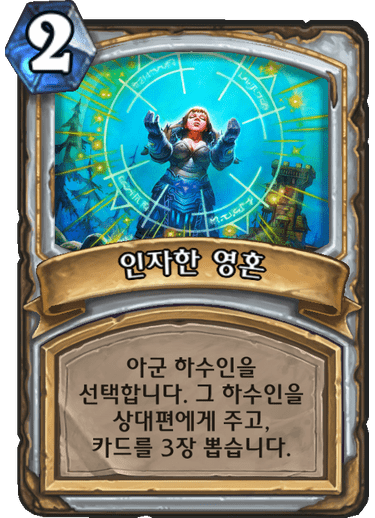 2
인자한 영혼
아군 하수인을
선택합니다. 그 하수인을
상대편에게 주고,
카드를 3장 뽑습니다.